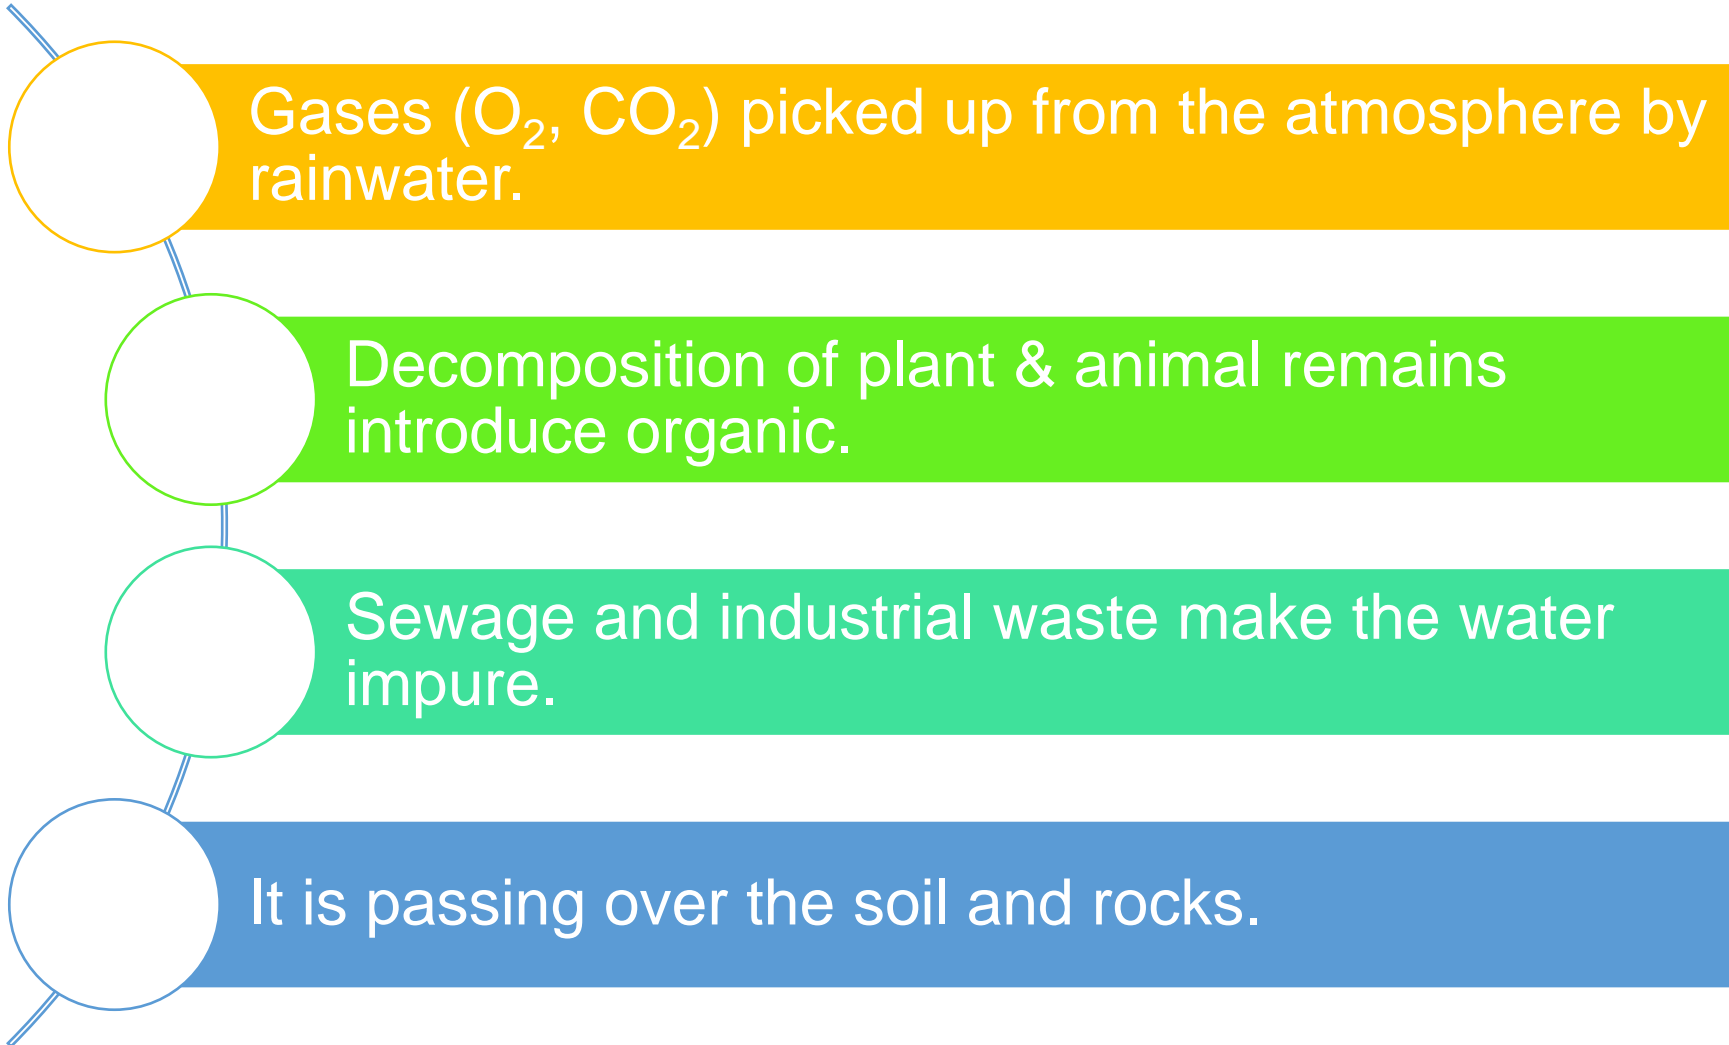 Gases (O₂, CO₂) picked up from the atmosphere by
rainwater.
Decomposition of plant & animal remains
introduce organic.
Sewage and industrial waste make the water
impure.
It is passing over the soil and rocks.